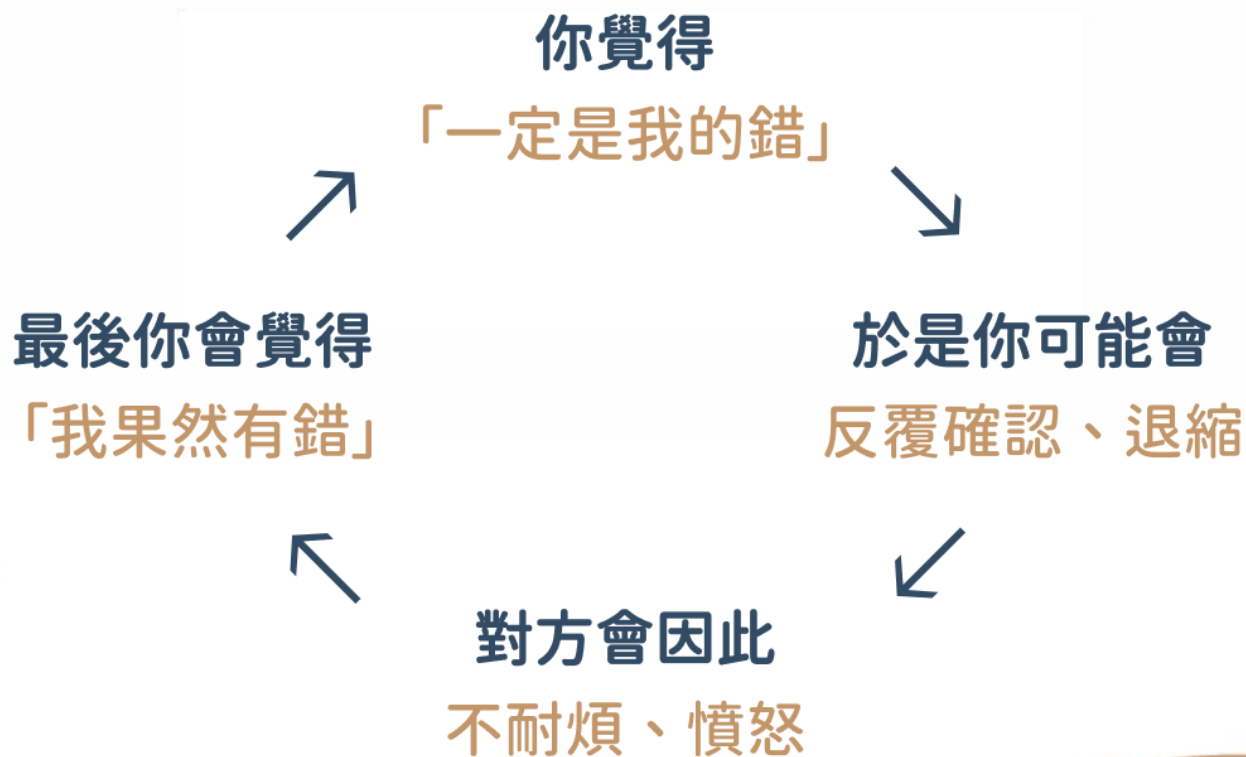 你覺得
「一定是我的錯」
於是你可能會
反覆確認、退縮
對方會因此
不耐煩、憤怒
最後你會覺得
「我果然有錯」